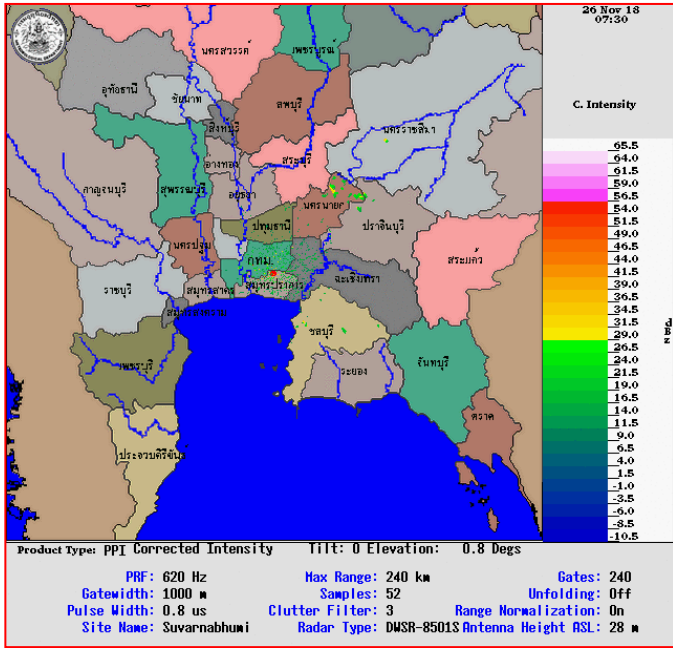 26 Nov 18
07:30
C. Intensity
นครสวรรค์
เพชรบูรณ์
อุทัยธานี
ชัยนาท
ลพบุรี
สิงห์บุรี
นครราชสีมา
อ่างทอง
สระบุรี
กาญจนบุรี
สุพรรณบุรี
อยุธยา
นครนายก
ปราจีนบุรี
ปทุมธานี
นครปฐม
กทม.
สระแก้ว
ราชบุรี
สมุทรสาคร
สมุทรปราการ
ฉะเชิงเทรา
สมุทรสงคราม
ชลบุรี
เพชรบุรี
ระยอง
จันทบุรี
ตราด
ประจวบคีรีขันธ์
65.5
64.0
61.5
59.0
56.5
54.0
51.5
49.0
46.5
44.0
41.5
39.0
36.5
34.0
31.5
29.0
26.5
24.0
21.5
19.0
16.5
14.0
11.5
9.0
6.5
4.0
1.5
-1.0
-3.5
-6.0
-8.5
-10.5
Product Type: PPI Corrected Intensity Tilt: 0 Elevation: 0.8 Degs
PRF: 620 Hz Max Range: 240 km Gates: 240
Gatewidth: 1000 m Samples: 52 Unfolding: Off
Pulse Width: 0.8 us Clutter Filter: 3 Range Normalization: On
Site Name: Suvarnabhumi Radar Type: DWSR-8501S Antenna Height ASL: 28 m